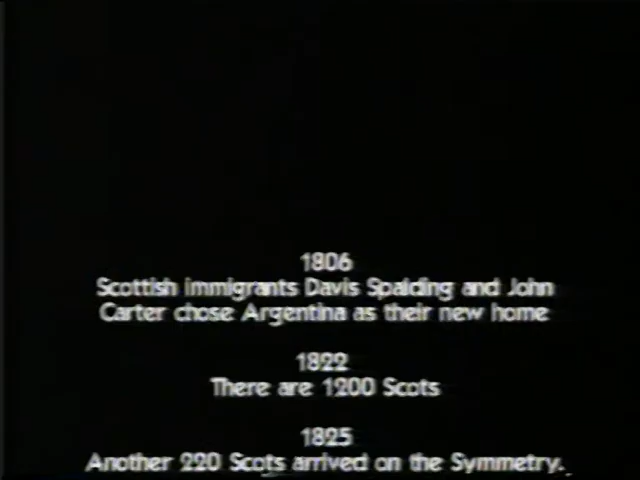 1806
Scottish immigrants Davis Spalding and John
Carter chose Argentina as their new home
1822
There are 1200 Scots
1825
Another 220 Scots arrived on the Symmetry.